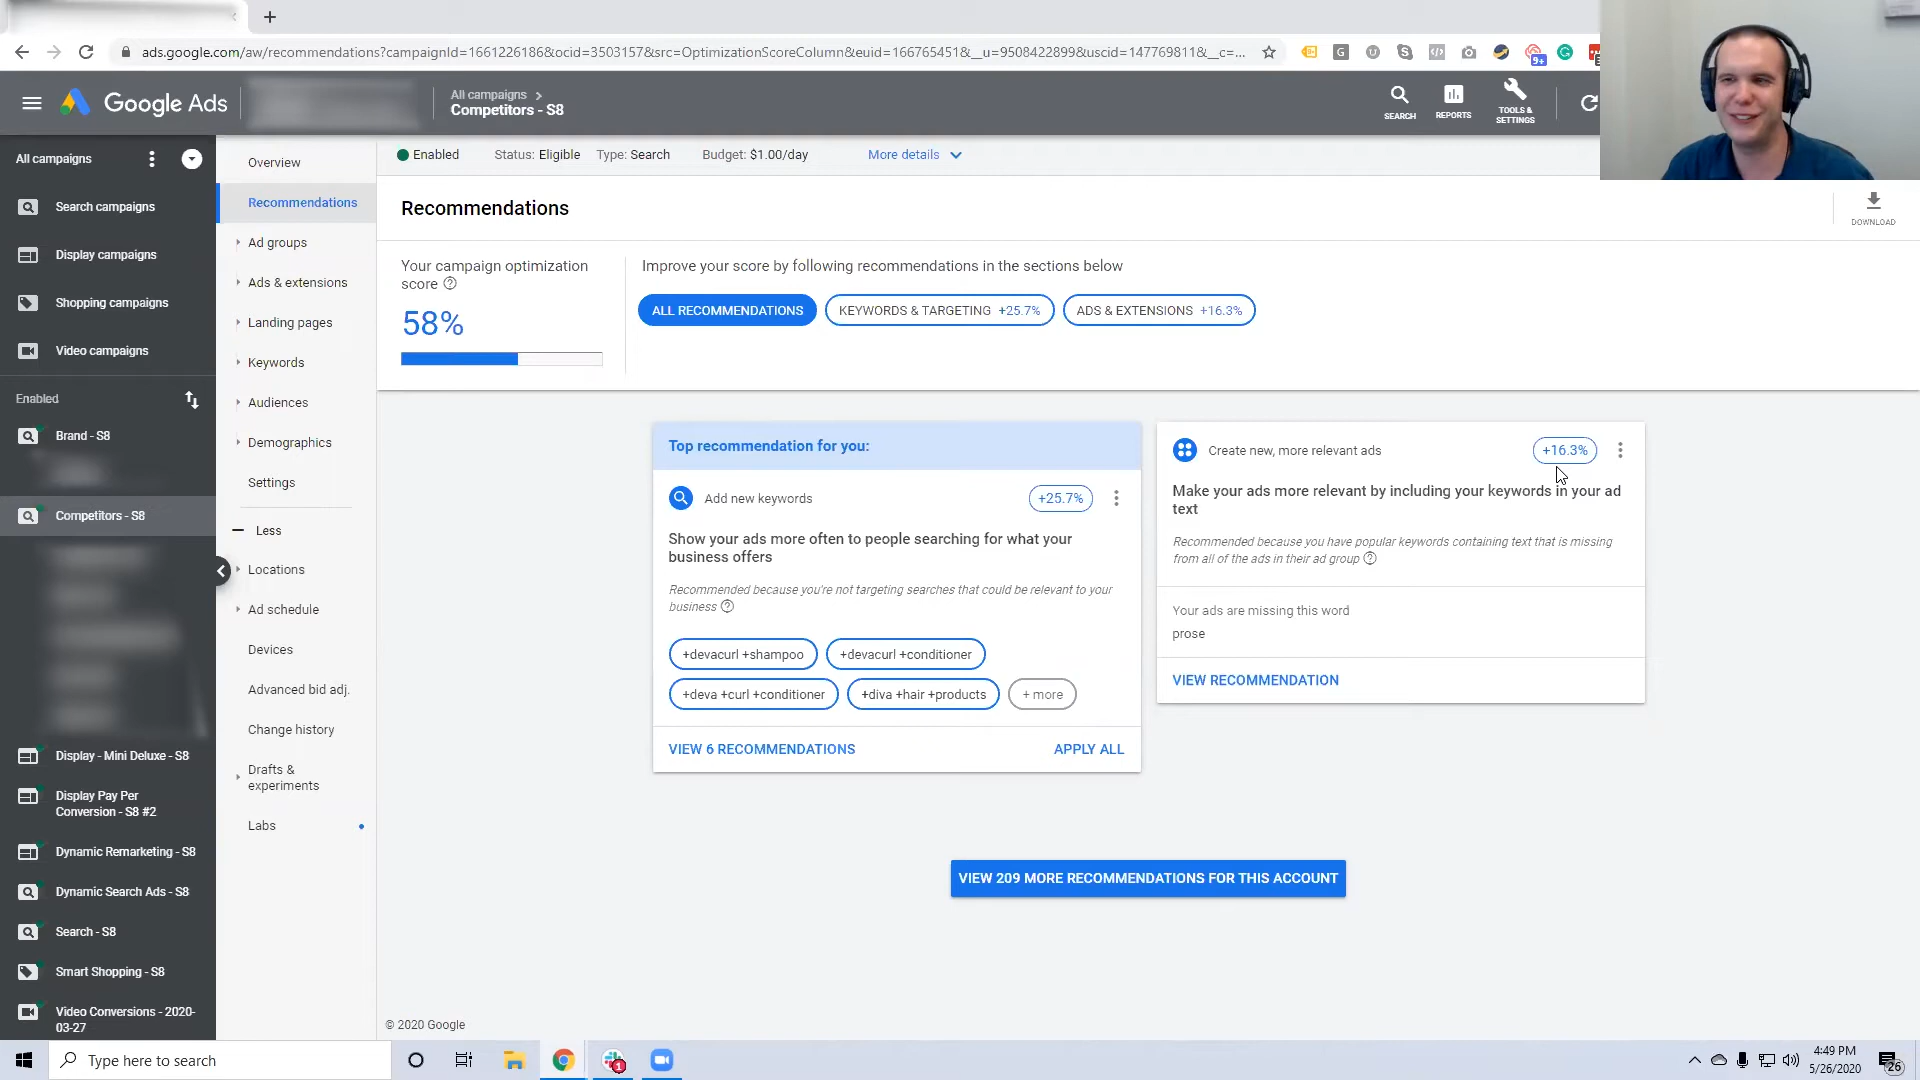 ads.google.com/aw/recommendations?campaignId=1661226186&ocid=3503157&src=OptimizationScoreColumn&euid=166765451&__u=9508422899&uscid=147769811&__c=...
G
9+
Google Ads
All campaigns
Competitors - S8
SEARCH
REPORTS
TOOLS & SETTINGS
All campaigns
Search campaigns
Display campaigns
Shopping campaigns
Video campaigns
Enabled
Brand - S8
Competitors - S8
Display - Mini Deluxe - S8
Display Pay Per
Conversion - S8 #2
Dynamic Remarketing - S8
Dynamic Search Ads - S8
Search - S8
Smart Shopping - S8
Video Conversions - 2020-
03-27
Overview
Recommendations
Ad groups
Ads & extensions
Landing pages
Keywords
Audiences
Demographics
Settings
Less
Locations
Ad schedule
Devices
Advanced bid adj.
Change history
Drafts &
experiments
Labs
Enabled Status: Eligible Type: Search Budget: $1.00/day More details
Recommendations
DOWNLOAD
Your campaign optimization
score
58%
Improve your score by following recommendations in the sections below
ALL RECOMMENDATIONS KEYWORDS & TARGETING +25.7% ADS & EXTENSIONS +16.3%
Top recommendation for you:
Add new keywords +25.7%
Show your ads more often to people searching for what your
business offers
Recommended because you're not targeting searches that could be relevant to your
business
+devacurl +shampoo +devacurl +conditioner
+deva +curl +conditioner +diva +hair +products + more
VIEW 6 RECOMMENDATIONS APPLY ALL
Create new, more relevant ads +16.3%
Make your ads more relevant by including your keywords in your ad
text
Recommended because you have popular keywords containing text that is missing
from all of the ads in their ad group
Your ads are missing this word
prose
VIEW RECOMMENDATION
VIEW 209 MORE RECOMMENDATIONS FOR THIS ACCOUNT
© 2020 Google
Type here to search
1
4:49 PM
5/26/2020
26